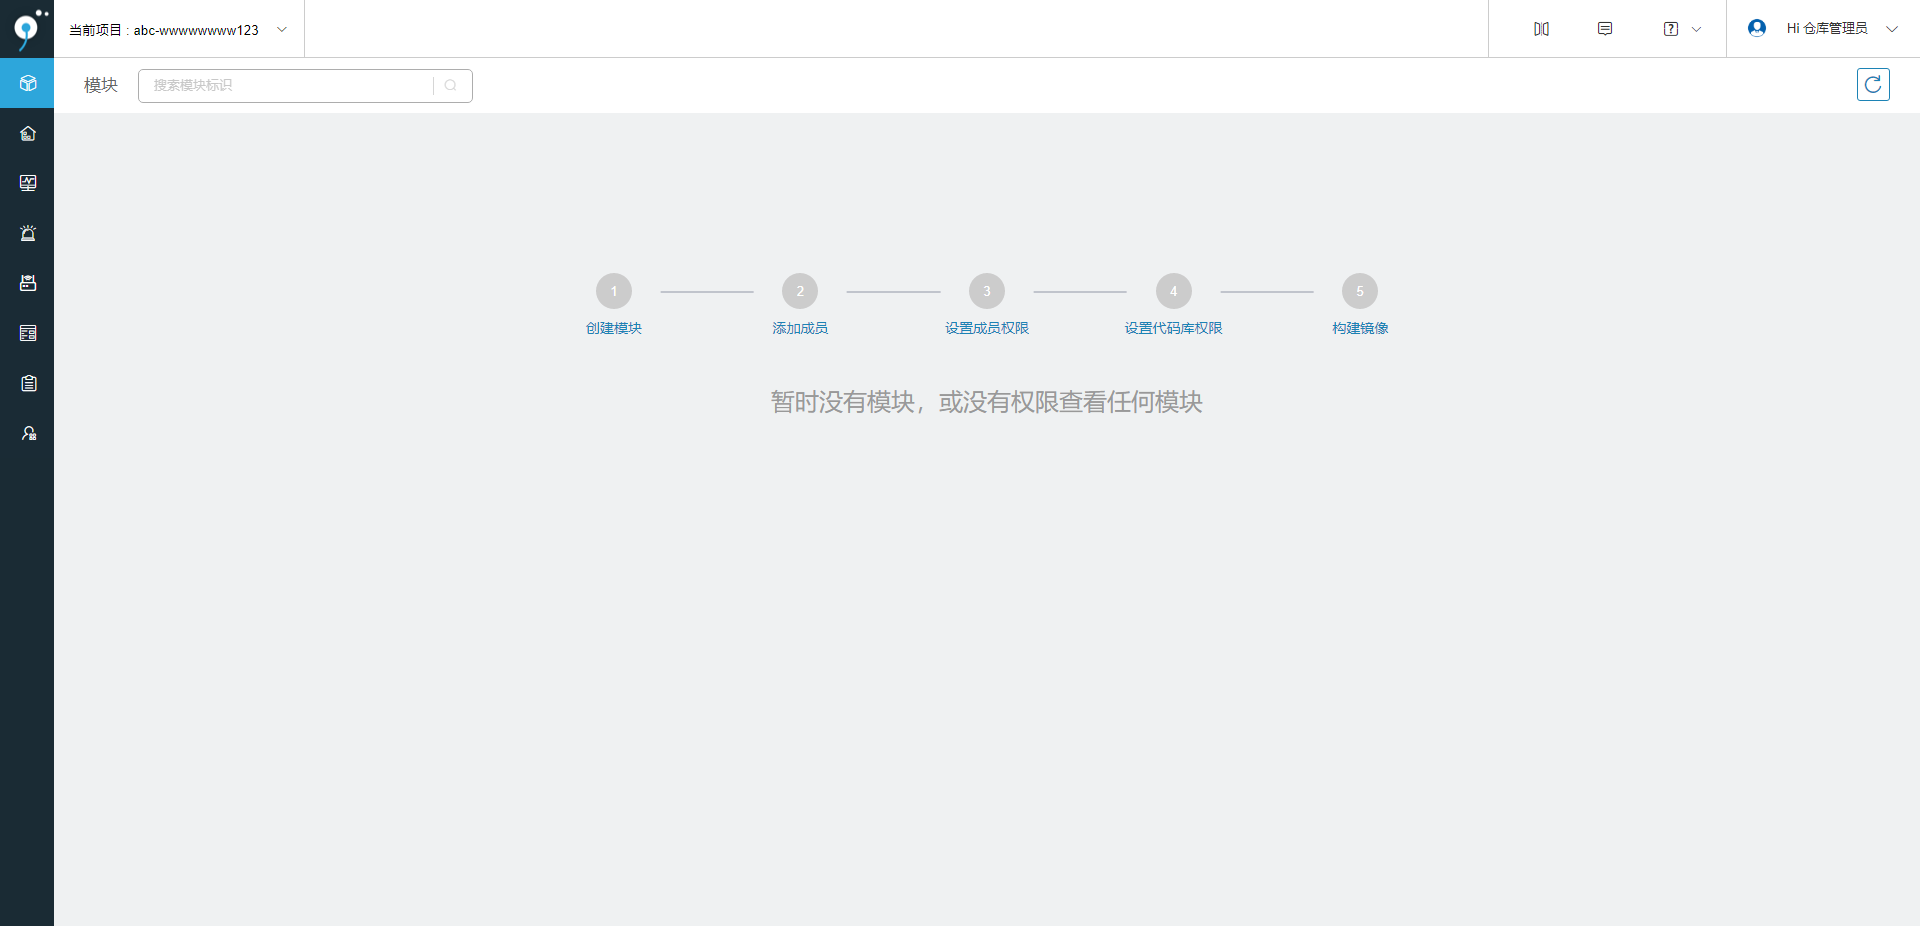 当前项目 : abc-wwwwwwww123
Hi 仓库管理员
模块
搜索模块标识
1
2
3
4
5
创建模块
添加成员
设置成员权限
设置代码库权限
构建镜像
暂时没有模块，或没有权限查看任何模块